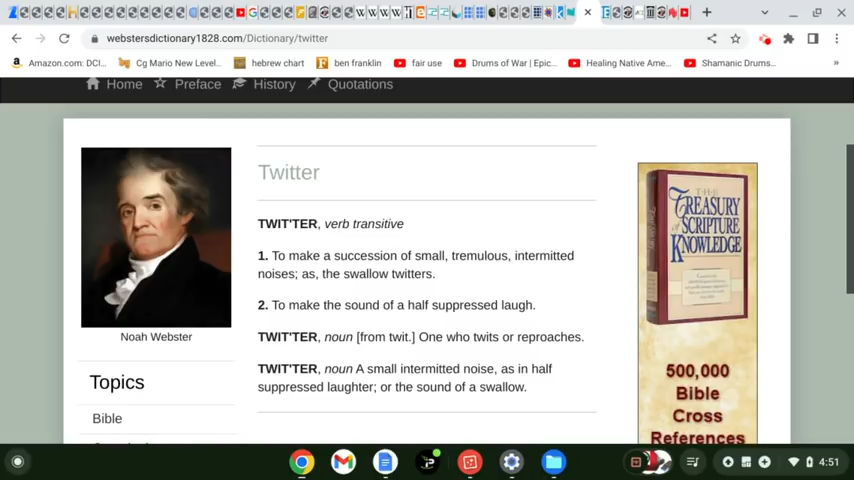 webstersdictionary1828.com/Dictionary/twitter
Amazon.com: DCI... Cg Mario New Level... hebrew chart ben franklin fair use Drums of War | Epic... Healing Native Ame... Shamanic Drums... »
Home Preface History Quotations
Twitter
TWIT'TER, verb transitive
1. To make a succession of small, tremulous, intermitted
noises; as, the swallow twitters.
2. To make the sound of a half suppressed laugh.
TWIT'TER, noun [from twit.] One who twits or reproaches.
TWIT'TER, noun A small intermitted noise, as in half
suppressed laughter; or the sound of a swallow.
Noah Webster
Topics
Bible
THE
TREASURY
of SCRIPTURE
KNOWLEDGE
500,000
Bible
Cross
References
4:51